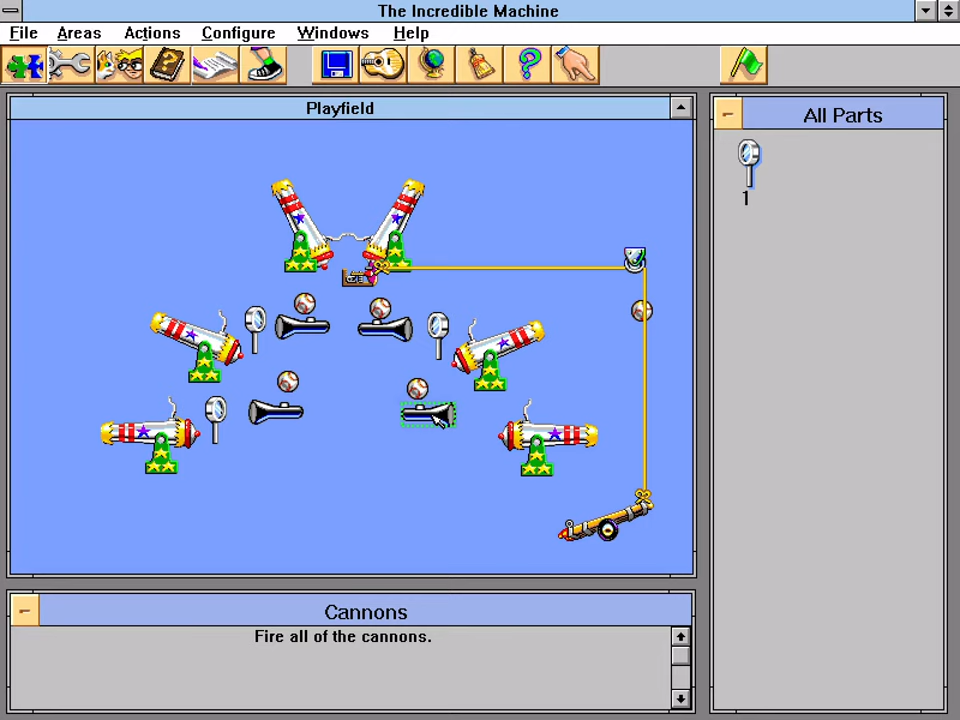 The Incredible Machine
File Areas Actions Configure Windows Help
Playfield
All Parts
1
Cannons
Fire all of the cannons.